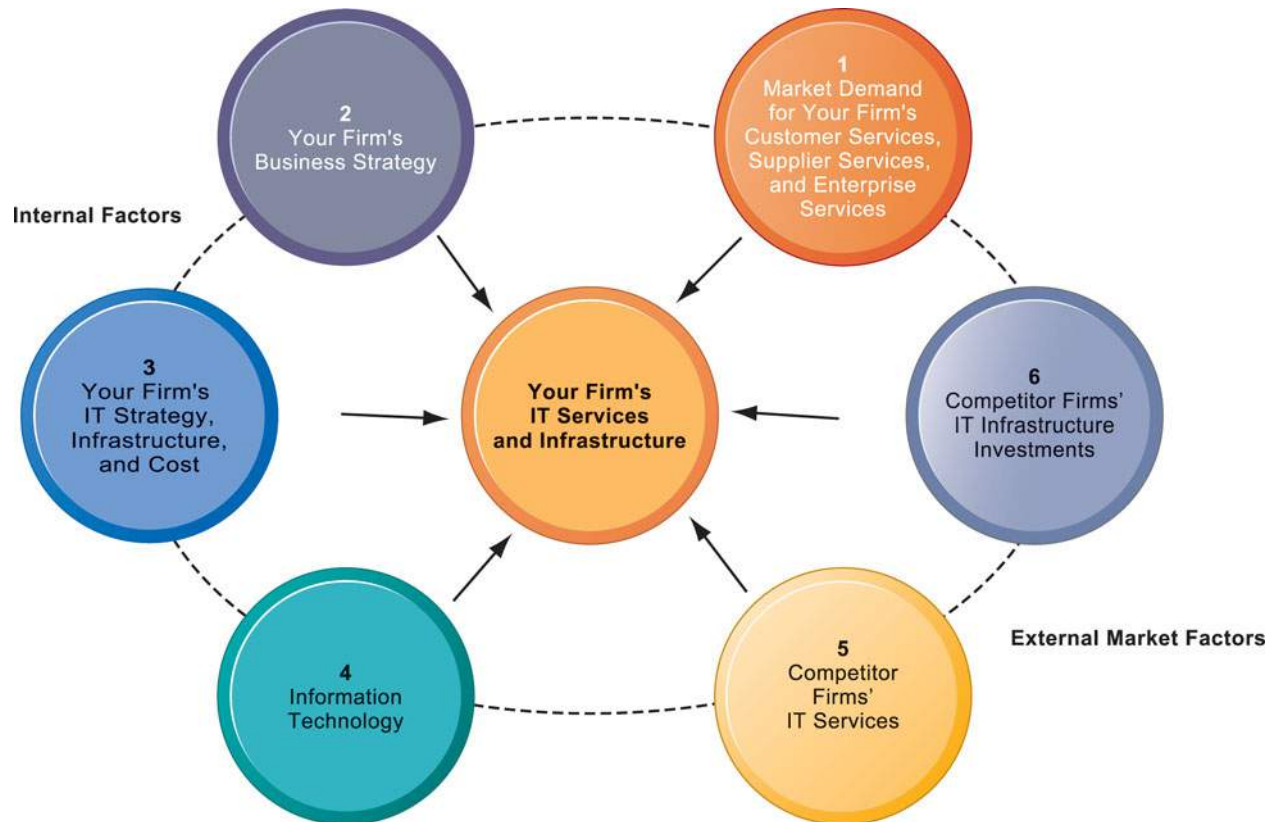 1
Market Demand
for Your Firm's
Customer Services,
Supplier Services,
and Enterprise
Services
2
Your Firm's
Business Strategy
Internal Factors
3
Your Firm's
IT Strategy,
Infrastructure,
and Cost
Your Firm's
IT Services
and Infrastructure
6
Competitor Firms’
IT Infrastructure
Investments
4
Information
Technology
5
Competitor
Firms’
IT Services
External Market Factors